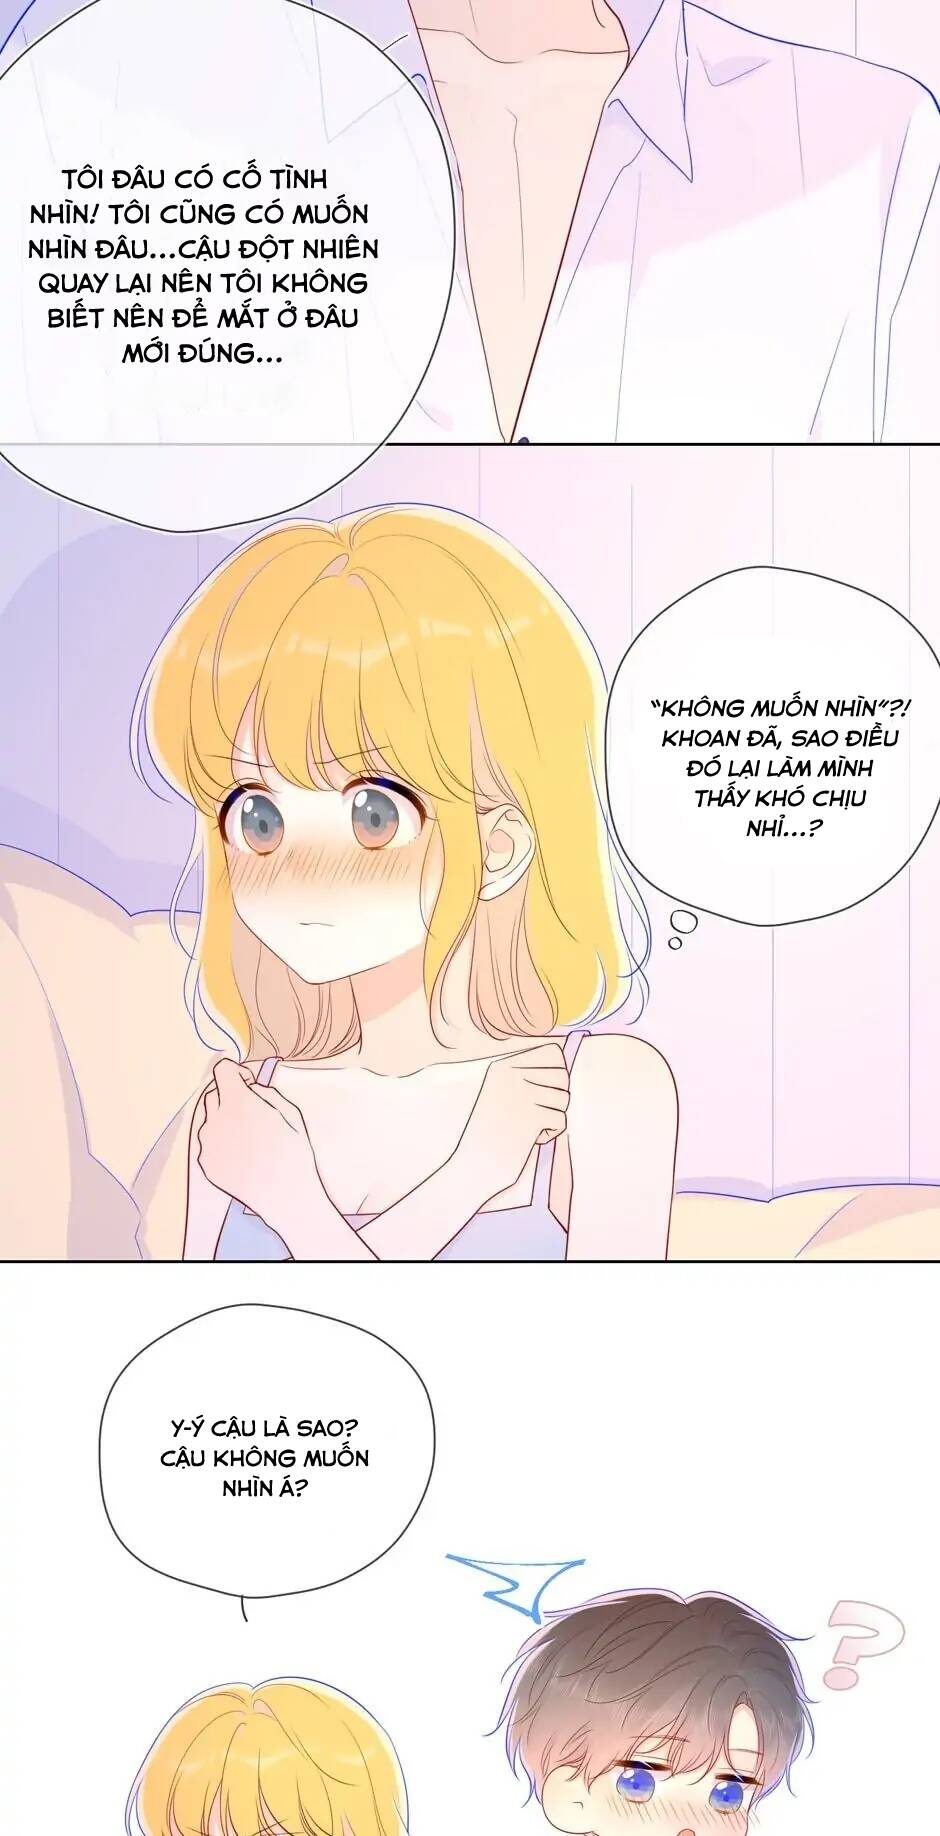 TÔI ĐÂU CÓ CỐ TÌNH
NHÌN! TÔI CŨNG CÓ MUỐN
NHÌN ĐÂU...CẬU ĐỘT NHIÊN
QUAY LẠI NÊN TÔI KHÔNG
BIẾT NÊN ĐỂ MẮT Ở ĐÂU
MỚI ĐÚNG...
"KHÔNG MUỐN NHÌN"?!
KHOAN ĐÃ, SAO ĐIỀU
ĐÓ LẠI LÀM MÌNH
THẤY KHÓ CHỊU
NHỈ...?
Y-Ý CẬU LÀ SAO?
CẬU KHÔNG MUỐN
NHÌN Á?
?